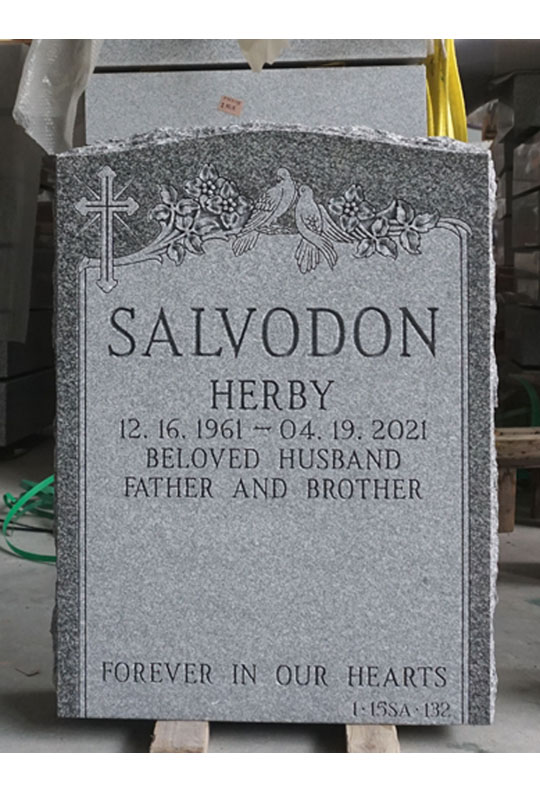 SALVODON
HERBY
12. 16. 1961 — 04. 19. 2021
BELOVED HUSBAND
FATHER AND BROTHER
FOREVER IN OUR HEARTS
1·15SA·132